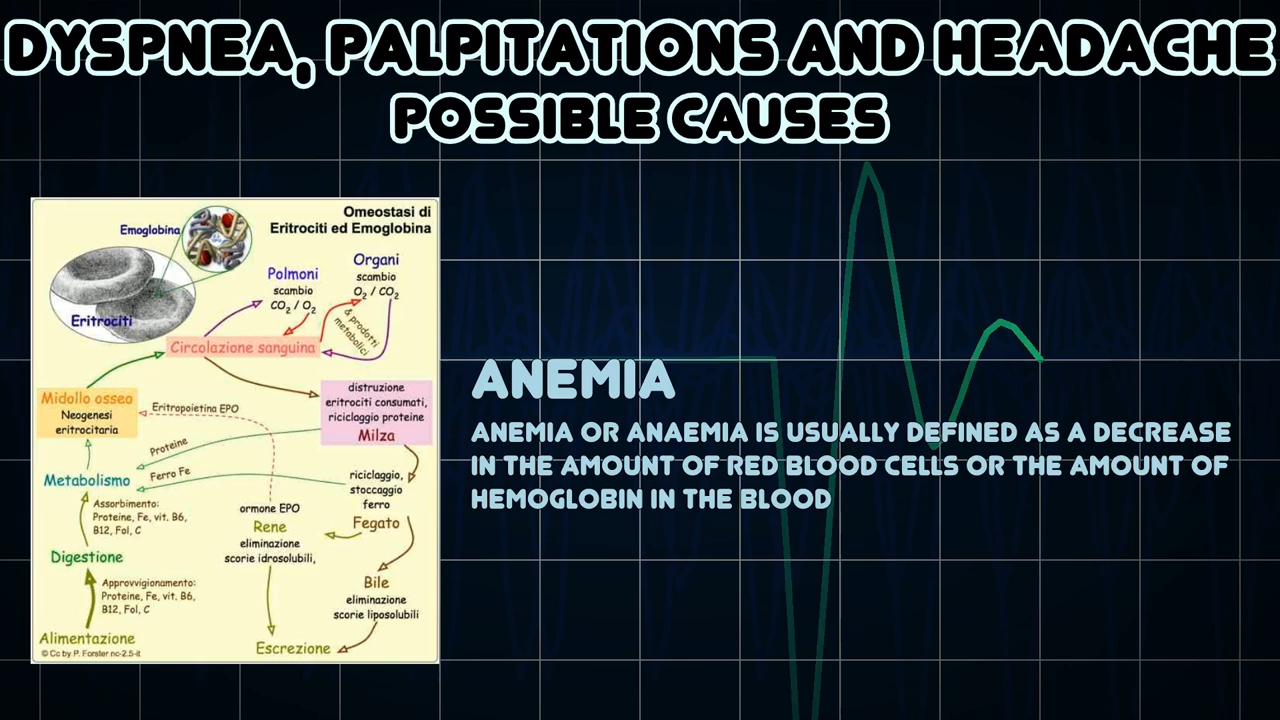 DYSPNEA, PALPITATIONS AND HEADACHE
POSSIBLE CAUSES
Omeostasi di
Eritrociti ed Emoglobina
Emoglobina
Eritrociti
Polmoni
scambio
CO2 / O2
Organi
scambio
O2 / CO2
& prodotti
metabolici
Circolazione sanguina
Midollo osseo
Neogenesi
eritrocitaria
Eritropoietina EPO
distruzione
eritrociti consumati,
riciclaggio proteine
Milza
Proteine
Ferro Fe
Metabolismo
Assorbimento:
Proteine, Fe, vit. B6,
B12, Fol, C
riciclaggio,
stoccaggio
ferro
Fegato
ormone EPO
Rene
eliminazione
scorie idrosolubili,
Digestione
Approvvigionamento:
Proteine, Fe, vit. B6,
B12, Fol, C
Bile
eliminazione
scorie liposolubili
Alimentazione
Escrezione
© Cc by P. Forster nc-2.5-it
ANEMIA
ANEMIA OR ANAEMIA IS USUALLY DEFINED AS A DECREASE
IN THE AMOUNT OF RED BLOOD CELLS OR THE AMOUNT OF
HEMOGLOBIN IN THE BLOOD